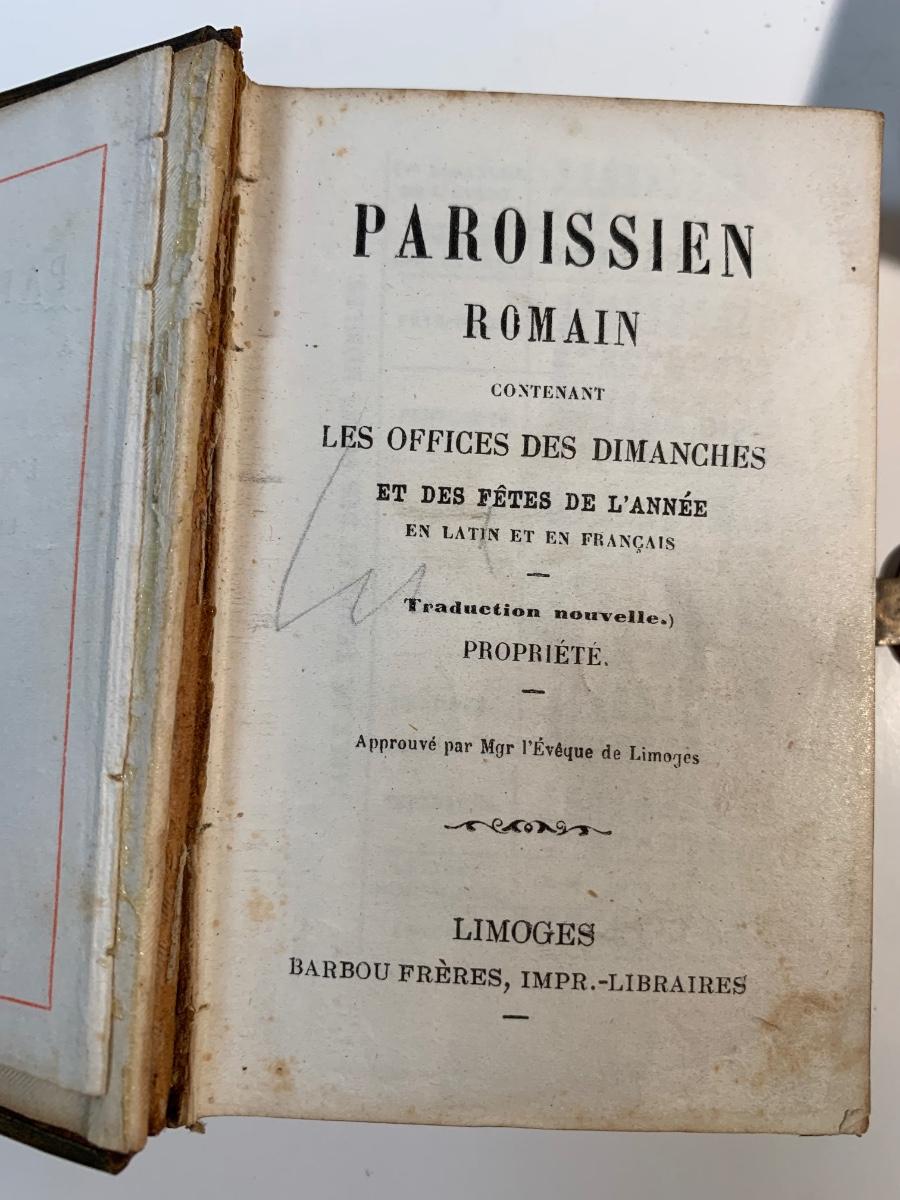 PAROISSIEN
ROMAIN
CONTENANT
LES OFFICES DES DIMANCHES
ET DES FÊTES DE L'ANNÉE
EN LATIN ET EN FRANÇAIS
Traduction nouvelle.)
PROPRIÉTÉ.
Approuvé par Mgr l'Évêque de Limoges
LIMOGES
BARBOU FRÈRES, IMPR.-LIBRAIRES